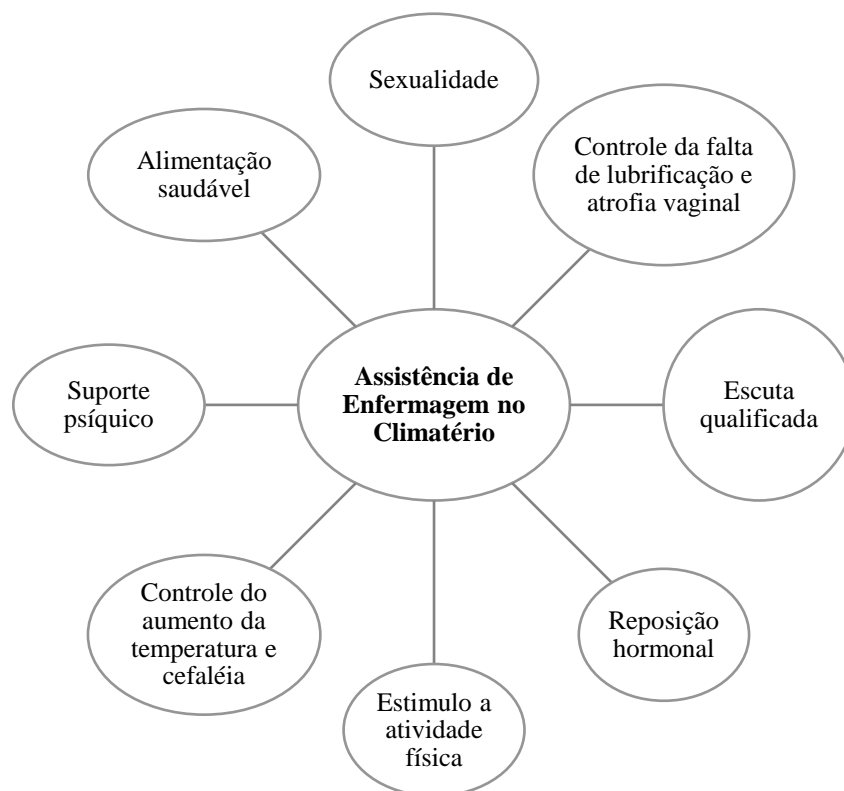 Sexualidade
Controle da falta
de lubrificação e
atrofia vaginal
Alimentação
saudável
Assistência de
Enfermagem no
Climatério
Escuta
qualificada
Suporte
psíquico
Controle do
aumento da
temperatura e
cefaléia
Reposição
hormonal
Estimulo a
atividade
física